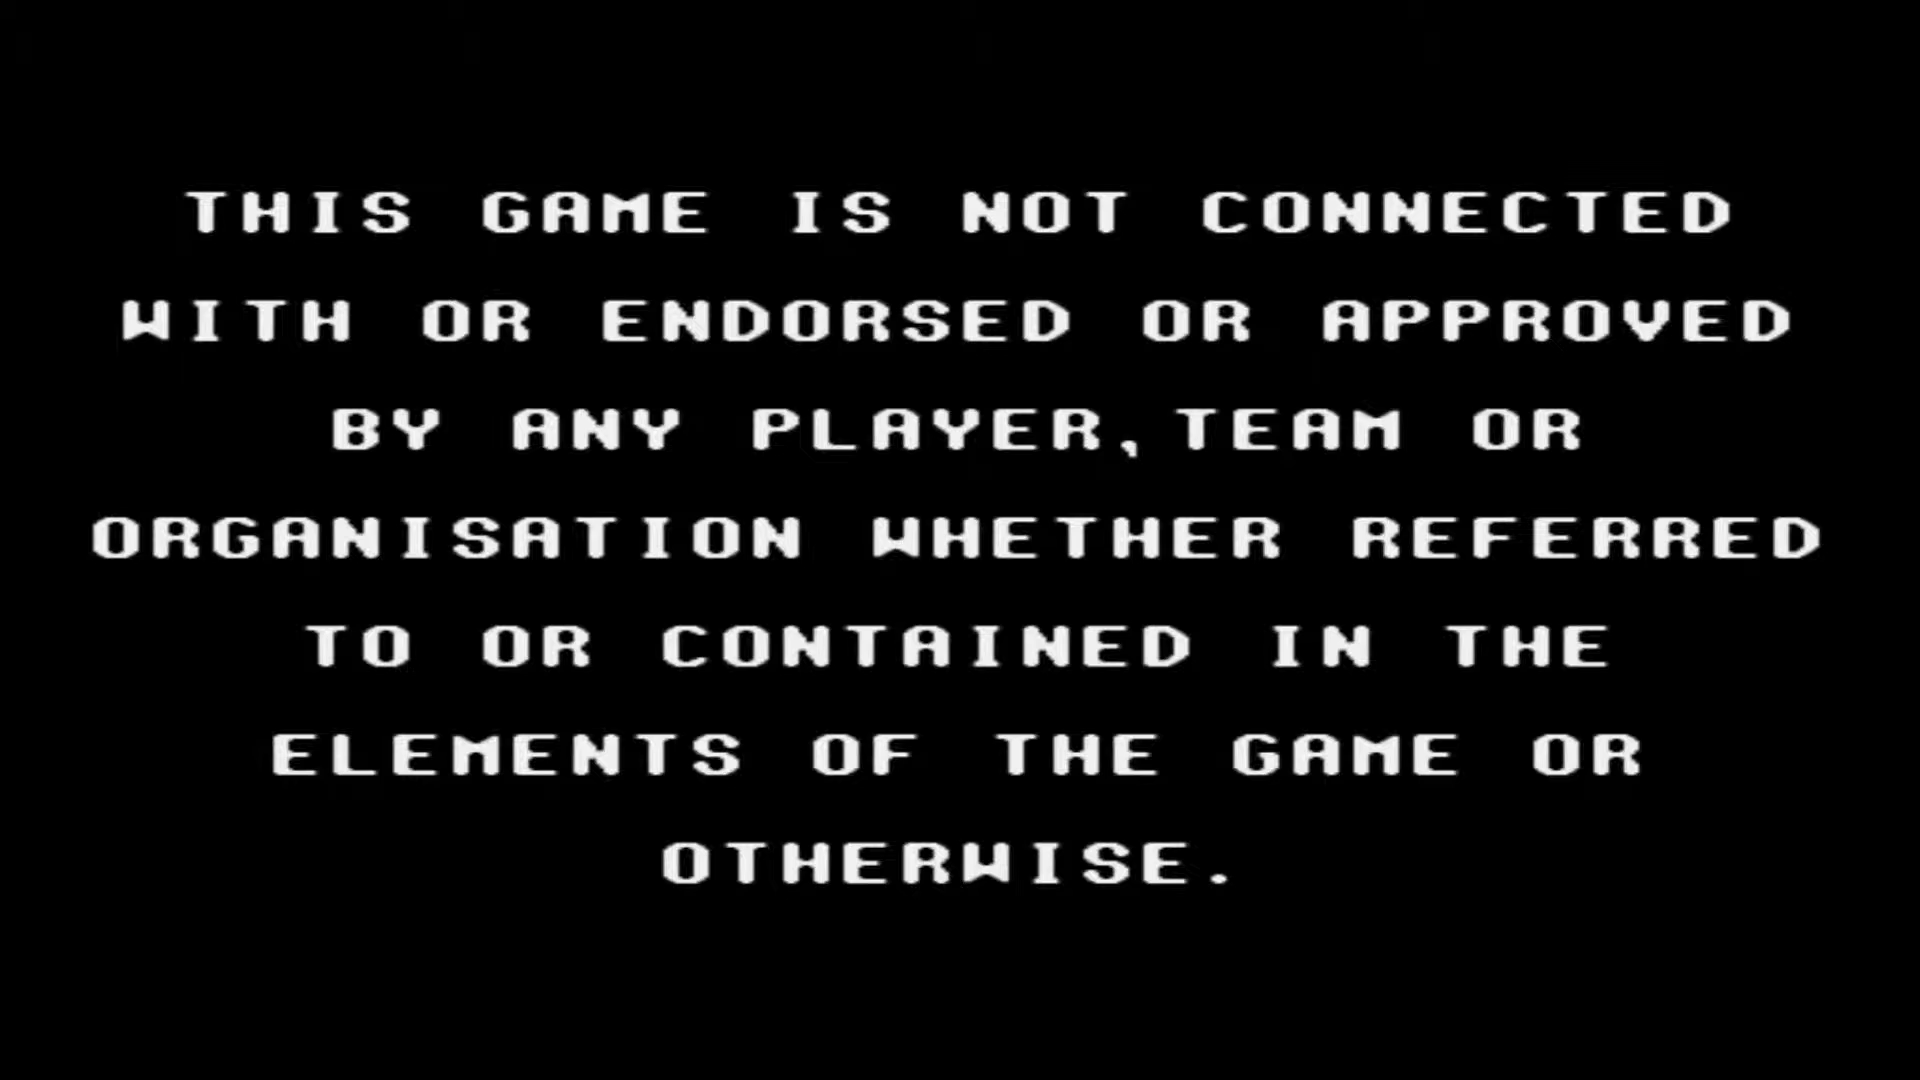 THIS GAME IS NOT CONNECTED
WITH OR ENDORSED OR APPROVED
BY ANY PLAYER,TEAM OR
ORGANISATION WHETHER REFERRED
TO OR CONTAINED IN THE
ELEMENTS OF THE GAME OR
OTHERWISE.